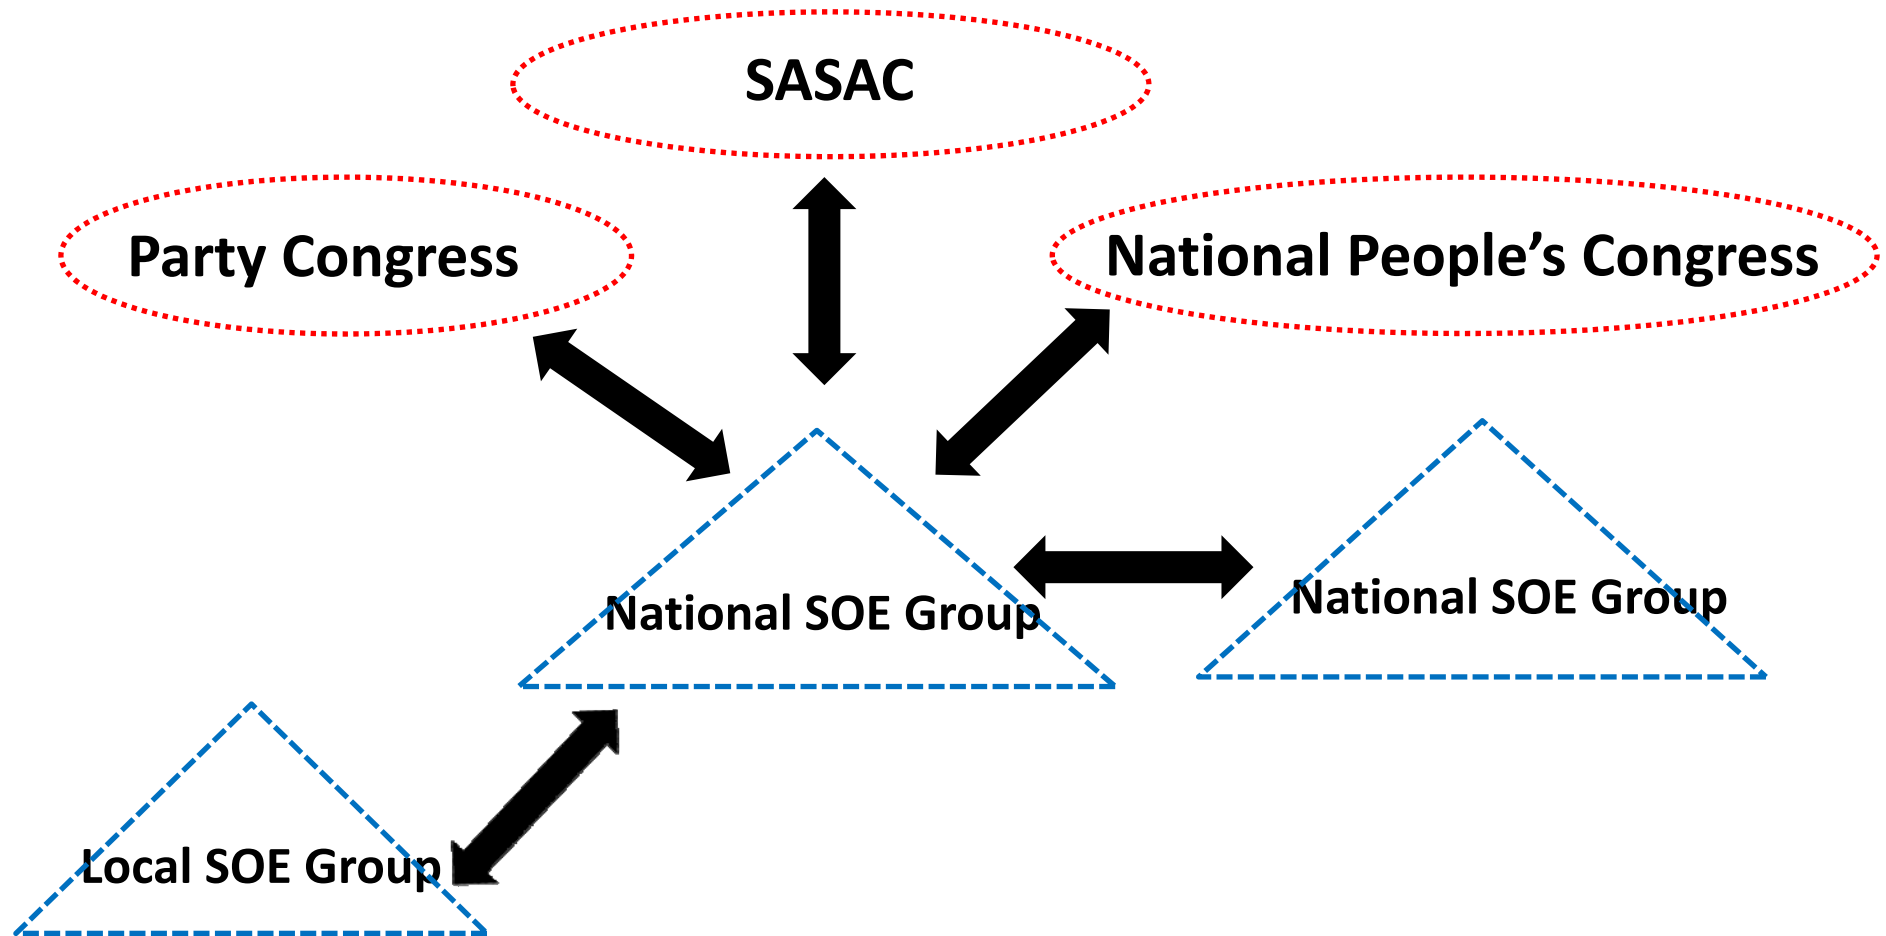 SASAC
Party Congress
National People’s Congress
National SOE Group
National SOE Group
Local SOE Group